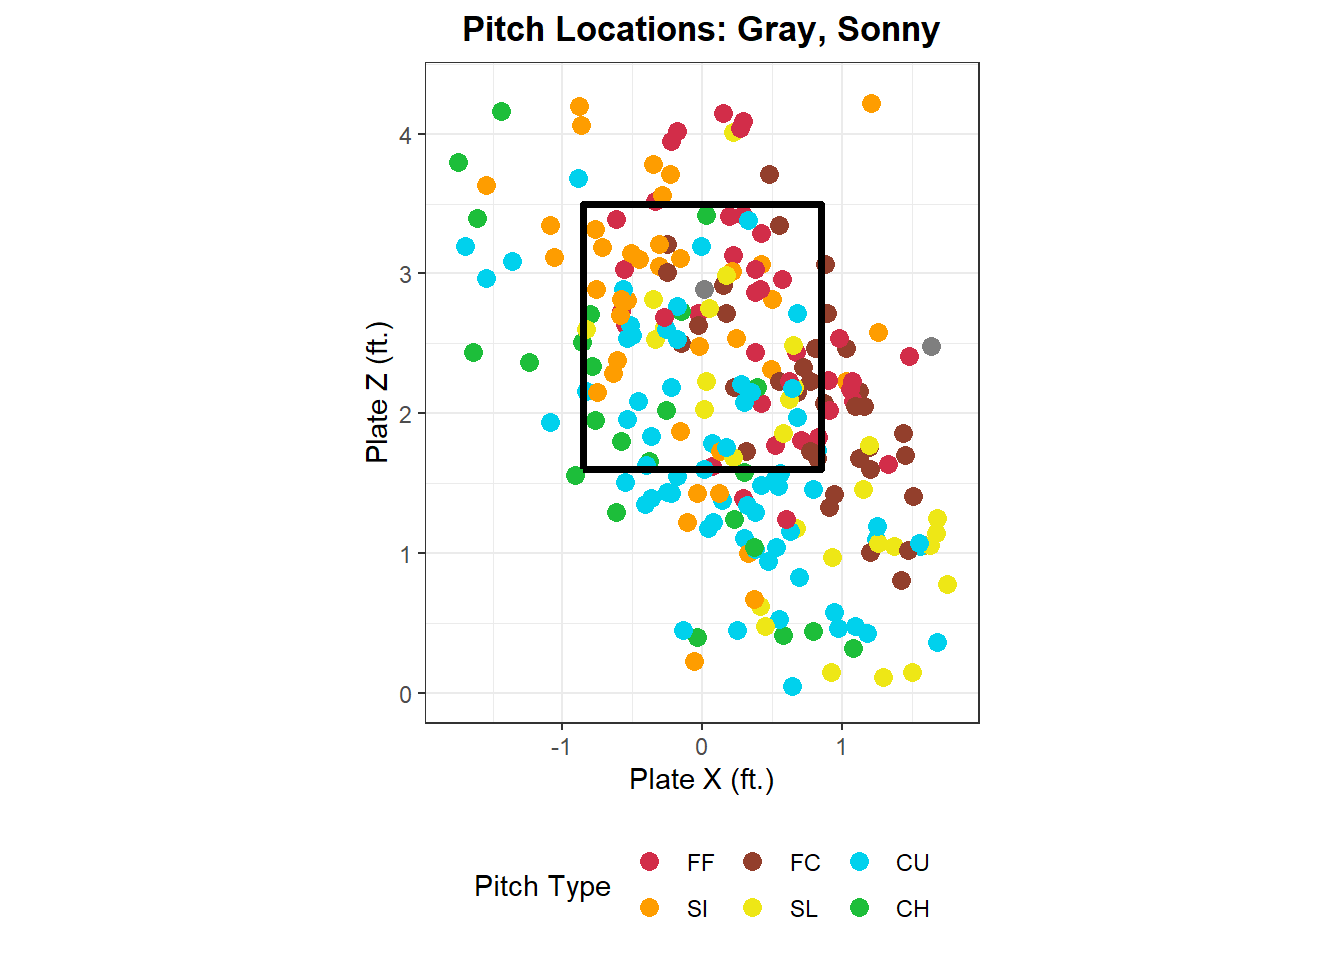 Pitch Locations: Gray, Sonny
4
3
2
1
0
Plate Z (ft.)
-1 0 1
Plate X (ft.)
Pitch Type
FF FC CU
SI SL CH